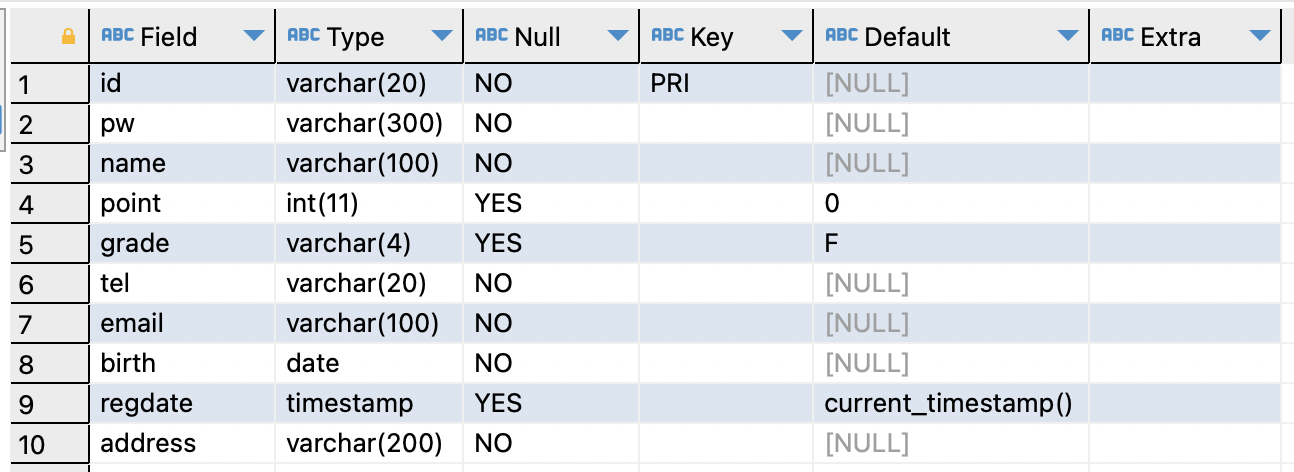 ABC Field ABC Type ABC Null ABC Key ABC Default ABC Extra
1 id varchar(20) NO PRI [NULL]
2 pw varchar(300) NO [NULL]
3 name varchar(100) NO [NULL]
4 point int(11) YES 0
5 grade varchar(4) YES F
6 tel varchar(20) NO [NULL]
7 email varchar(100) NO [NULL]
8 birth date NO [NULL]
9 regdate timestamp YES current_timestamp()
10 address varchar(200) NO [NULL]